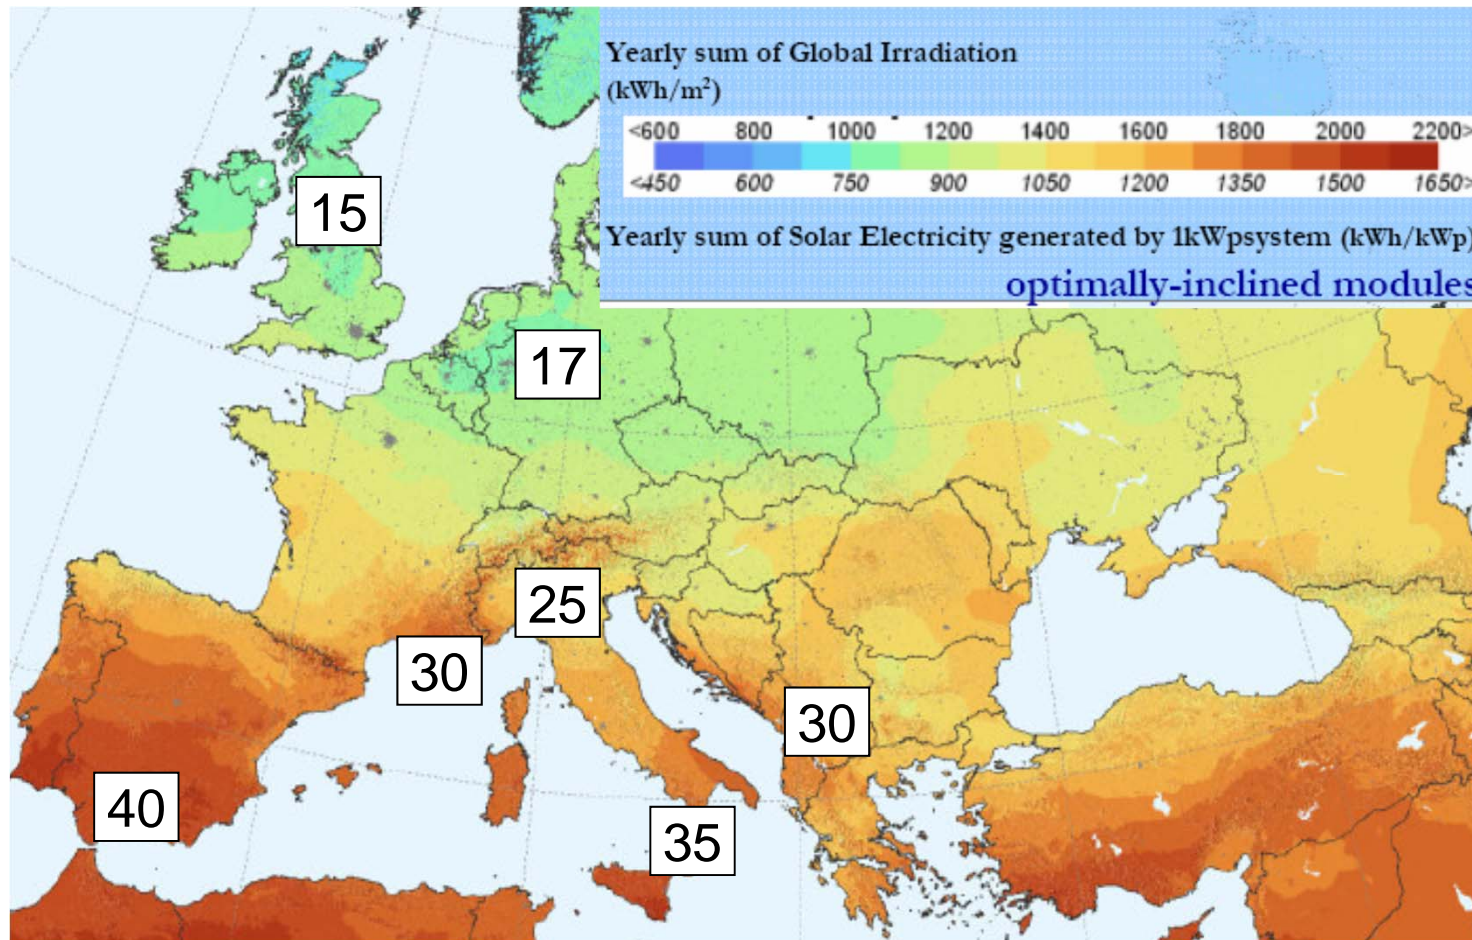 Yearly sum of Global Irradiation
(kWh/m²)
<600 800 1000 1200 1400 1600 1800 2000 2200>
<450 600 750 900 1050 1200 1350 1500 1650>
Yearly sum of Solar Electricity generated by 1kWpsystem (kWh/kWp)
optimally-inclined modules
15
17
25
30
30
40
35